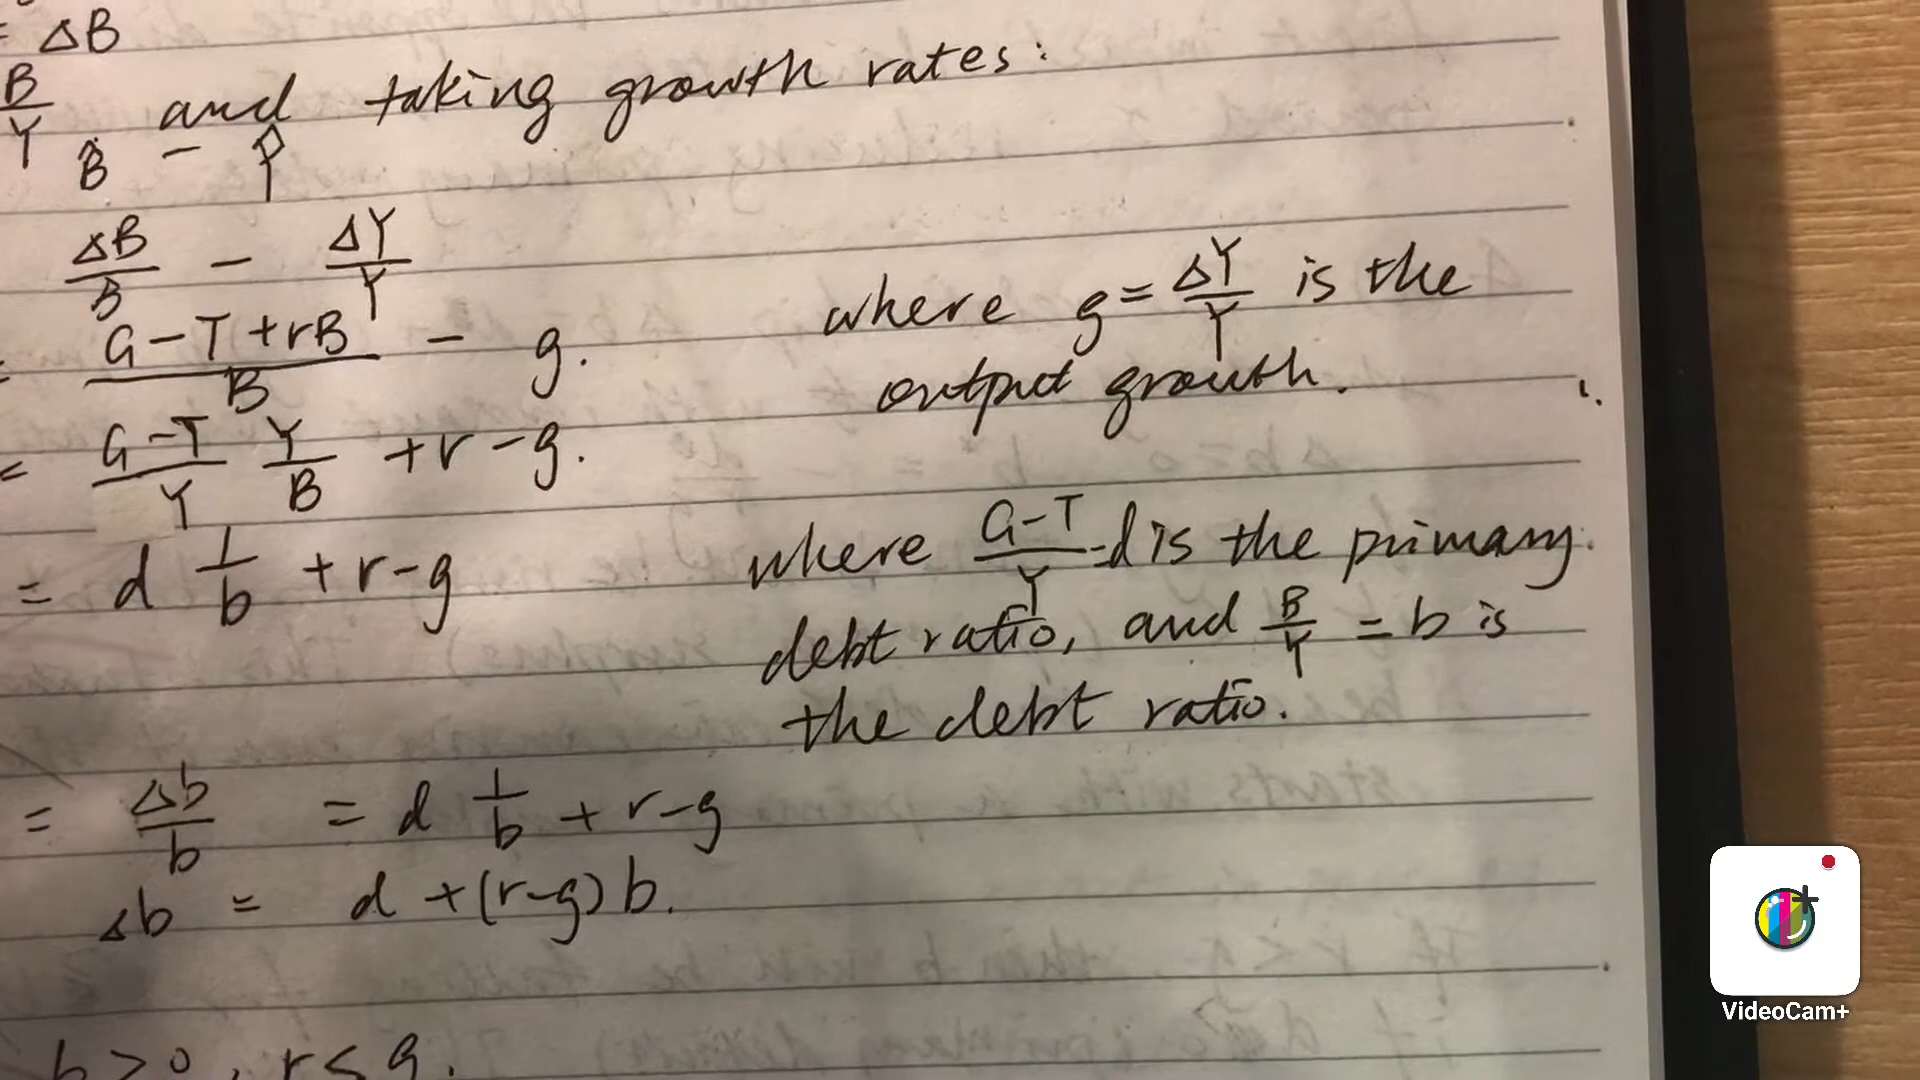 = ΔB
B/Y and taking growth rates:
B̂ - Ŷ
ΔB/B - ΔY/Y
where g = ΔY/Y is the
= (G-T+rB)/B - g.
output growth.
= (G-T)/Y Y/B + r - g.
where (G-T)/Y = d is the primary
= d 1/b + r - g
debt ratio, and B/Y = b is
the debt ratio.
= Δb/b = d 1/b + r - g
Δb = d + (r-g) b.
b > 0, r < g.
VideoCam+